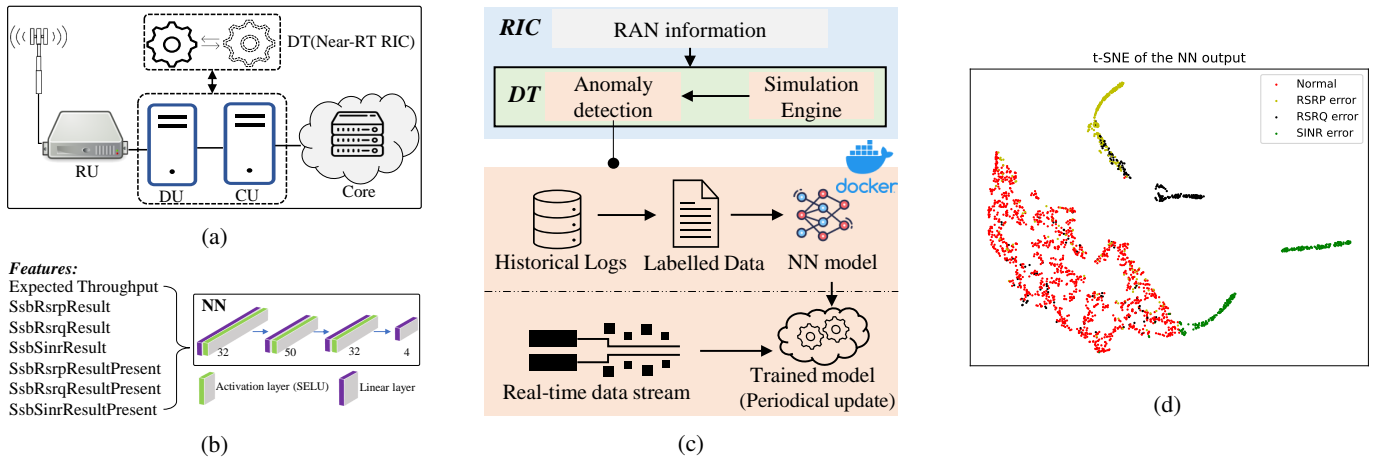 DT(Near-RT RIC)
RU
DU
CU
Core
(a)
Features:
Expected Throughput
SsbRsrpResult
SsbRsrqResult
SsbSinrResult
SsbRsrpResultPresent
SsbRsrqResultPresent
SsbSinrResultPresent
NN
32
50
32
4
Activation layer (SELU)
Linear layer
(b)
RIC
RAN information
DT
Anomaly
detection
Simulation
Engine
docker
Historical Logs
Labelled Data
NN model
Real-time data stream
Trained model
(Periodical update)
(c)
t-SNE of the NN output
Normal
RSRP error
RSRQ error
SINR error
(d)